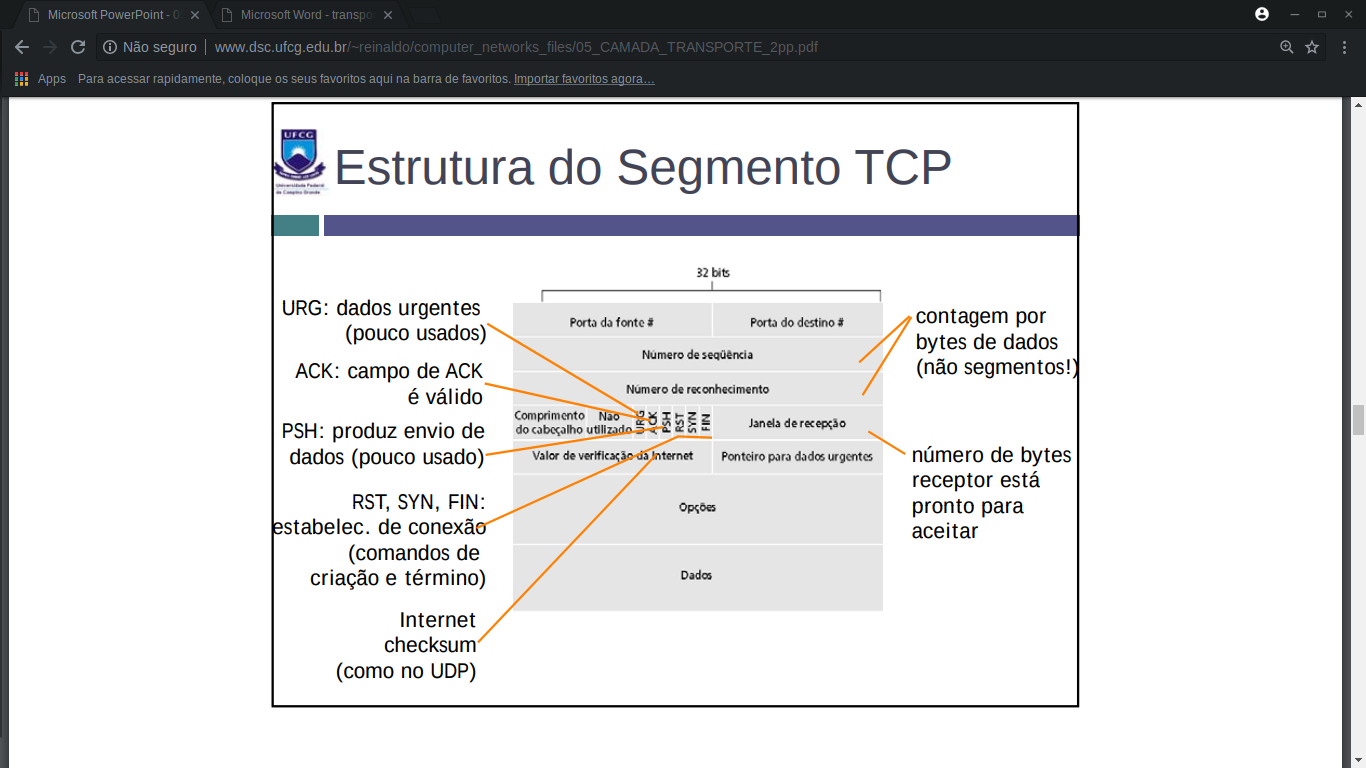 Microsoft PowerPoint - 0
Microsoft Word - transpo
Não seguro
www.dsc.ufcg.edu.br/~reinaldo/computer_networks_files/05_CAMADA_TRANSPORTE_2pp.pdf
Apps
Para acessar rapidamente, coloque os seus favoritos aqui na barra de favoritos. Importar favoritos agora...
UFCG
Universidade Federal
de Campina Grande
Estrutura do Segmento TCP
32 bits
URG: dados urgentes
(pouco usados)
ACK: campo de ACK
é válido
PSH: produz envio de
dados (pouco usado)
RST, SYN, FIN:
estabelec. de conexão
(comandos de
criação e término)
Internet
checksum
(como no UDP)
Porta da fonte #
Porta do destino #
Número de seqüência
Número de reconhecimento
Comprimento
do cabeçalho
Não
utilizado
URG
ACK
PSH
RST
SYN
FIN
Janela de recepção
Valor de verificação da Internet
Ponteiro para dados urgentes
Opções
Dados
contagem por
bytes de dados
(não segmentos!)
número de bytes
receptor está
pronto para
aceitar